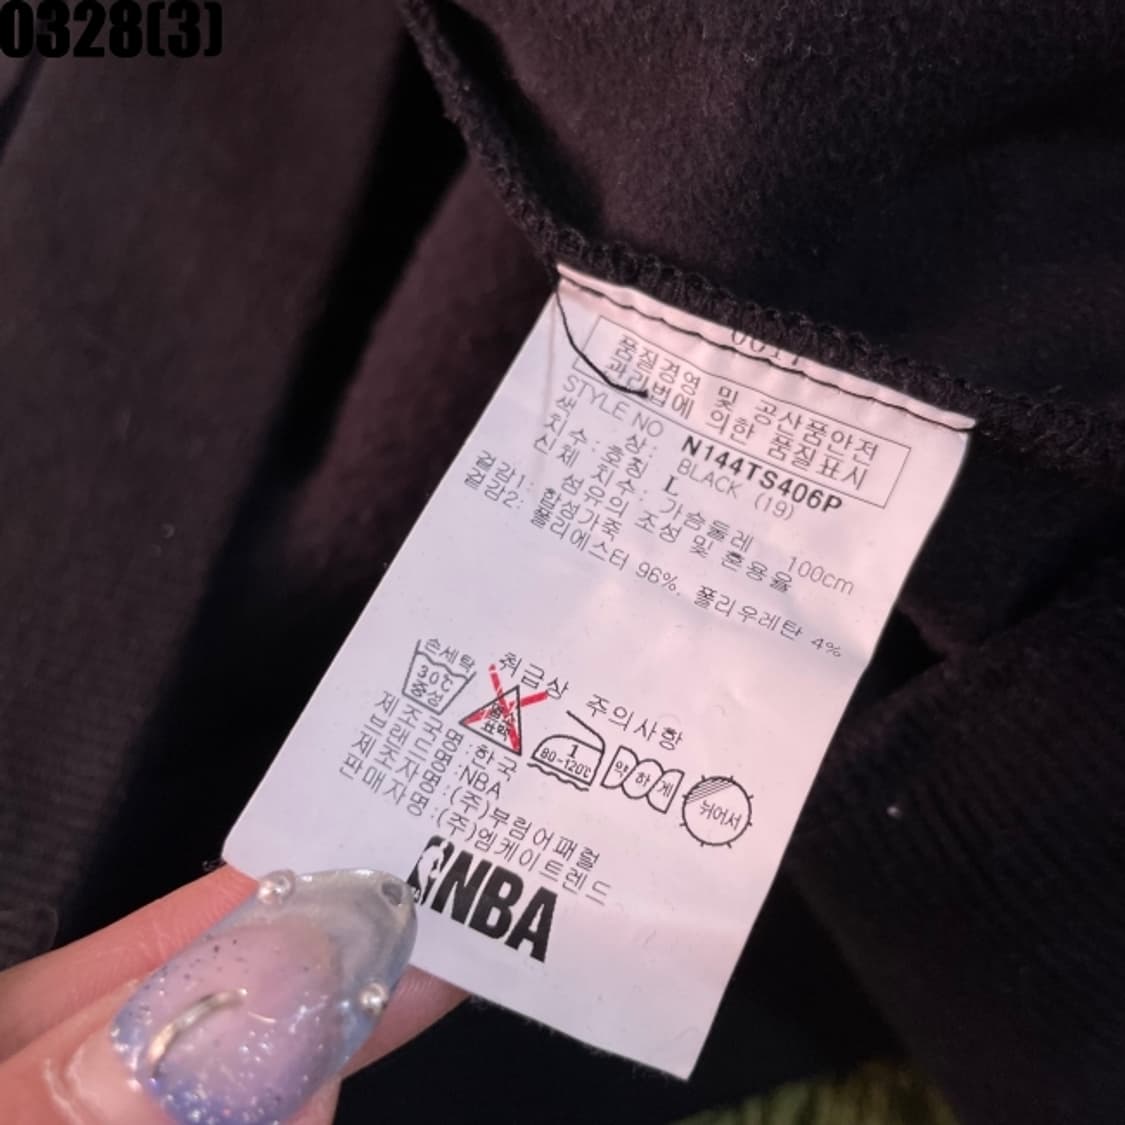 0328(3)
품질경영 및 공산품안전
관리법에 의한 품질표시
STYLE NO N144TS406P
색 상: BLACK (19)
치수: 호칭 L
신체 치수: 가슴둘레 100cm
섬유의 조성 및 혼용율
겉감1: 합성가죽
겉감2: 폴리에스터 96%, 폴리우레탄 4%
취급상 주의사항
손세탁
30℃
중성
염소
표백
1
80-120℃
약하게
뉘어서
제조국명:한국
브랜드명:NBA
제조자명:(주)부림어패럴
판매자명:(주)엠케이트렌드
NBA